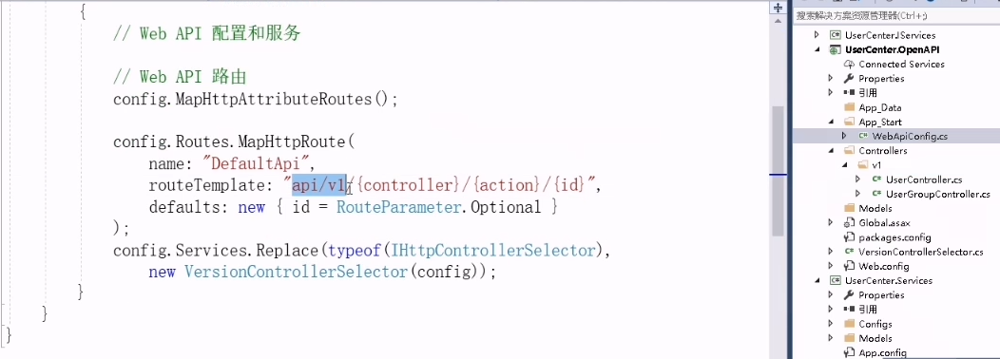 {
// Web API 配置和服务
// Web API 路由
config.MapHttpAttributeRoutes();
config.Routes.MapHttpRoute(
name: "DefaultApi",
routeTemplate: "api/v1/{controller}/{action}/{id}",
defaults: new { id = RouteParameter.Optional }
);
config.Services.Replace(typeof(IHttpControllerSelector),
new VersionControllerSelector(config));
}
}
}
搜索解决方案资源管理器(Ctrl+;)
UserCenter.IServices
UserCenter.OpenAPI
Connected Services
Properties
引用
App_Data
App_Start
WebApiConfig.cs
Controllers
v1
UserController.cs
UserGroupController.cs
Models
Global.asax
packages.config
VersionControllerSelector.cs
Web.config
UserCenter.Services
Properties
引用
Configs
Models
App.config